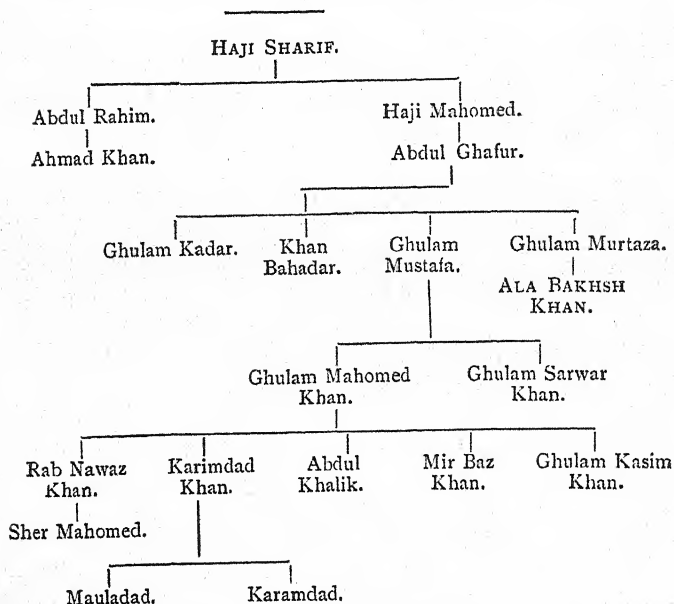 HAJI SHARIF.
Abdul Rahim. Haji Mahomed.
Ahmad Khan. Abdul Ghafur.
Ghulam Kadar. Khan Ghulam Ghulam Murtaza.
Bahadar. Mustafa.
ALA BAKHSH
KHAN.
Ghulam Mahomed Ghulam Sarwar
Khan. Khan.
Rab Nawaz Karimdad Abdul Mir Baz Ghulam Kasim
Khan. Khan. Khalik. Khan. Khan.
Sher Mahomed.
Mauladad. Karamdad.